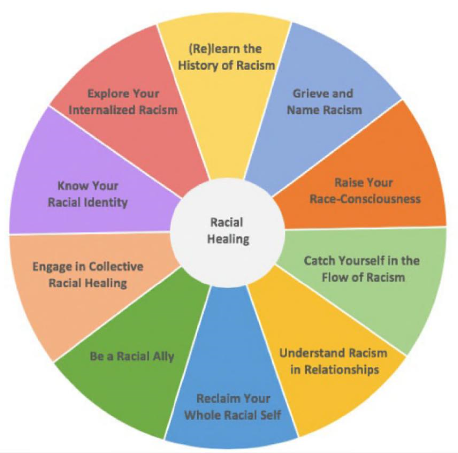 (Re)learn the
History of Racism
Grieve and
Name Racism
Raise Your
Race-Consciousness
Catch Yourself in the
Flow of Racism
Understand Racism
in Relationships
Reclaim Your
Whole Racial Self
Be a Racial Ally
Engage in Collective
Racial Healing
Know Your
Racial Identity
Explore Your
Internalized Racism
Racial
Healing